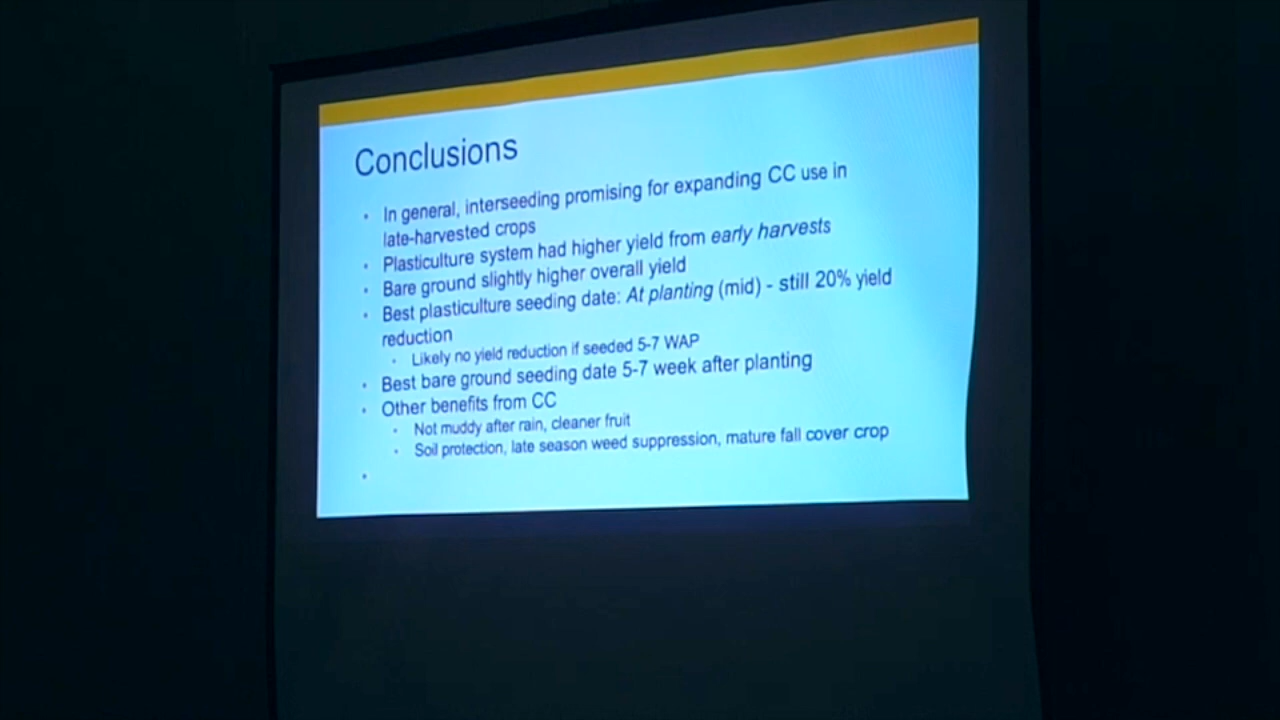 Conclusions
• In general, interseeding promising for expanding CC use in
late-harvested crops
• Plasticulture system had higher yield from early harvests
• Bare ground slightly higher overall yield
• Best plasticulture seeding date: At planting (mid) - still 20% yield
reduction
• Likely no yield reduction if seeded 5-7 WAP
• Best bare ground seeding date 5-7 week after planting
• Other benefits from CC
• Not muddy after rain, cleaner fruit
• Soil protection, late season weed suppression, mature fall cover crop
•